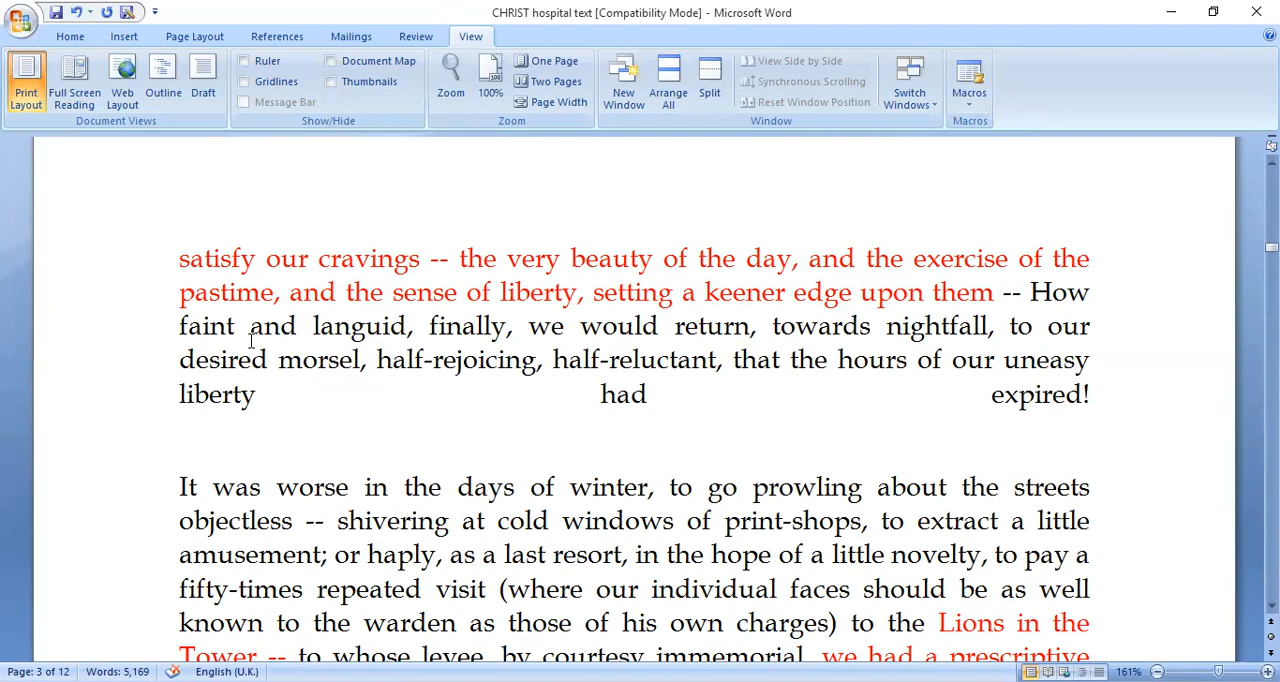 CHRIST hospital text [Compatibility Mode] - Microsoft Word
Home Insert Page Layout References Mailings Review View
Print Layout Full Screen Reading Web Layout Outline Draft
Document Views
Ruler Document Map
Gridlines Thumbnails
Message Bar
Show/Hide
Zoom 100% One Page
Two Pages
Page Width
Zoom
New Window Arrange All Split
View Side by Side
Synchronous Scrolling
Reset Window Position
Switch Windows
Window
Macros
Macros
satisfy our cravings -- the very beauty of the day, and the exercise of the
pastime, and the sense of liberty, setting a keener edge upon them -- How
faint and languid, finally, we would return, towards nightfall, to our
desired morsel, half-rejoicing, half-reluctant, that the hours of our uneasy
liberty had expired!
It was worse in the days of winter, to go prowling about the streets
objectless -- shivering at cold windows of print-shops, to extract a little
amusement; or haply, as a last resort, in the hope of a little novelty, to pay a
fifty-times repeated visit (where our individual faces should be as well
known to the warden as those of his own charges) to the Lions in the
Tower -- to whose levee, by courtesy immemorial, we had a prescriptive
Page: 3 of 12 Words: 5,169 English (U.K.) 161%